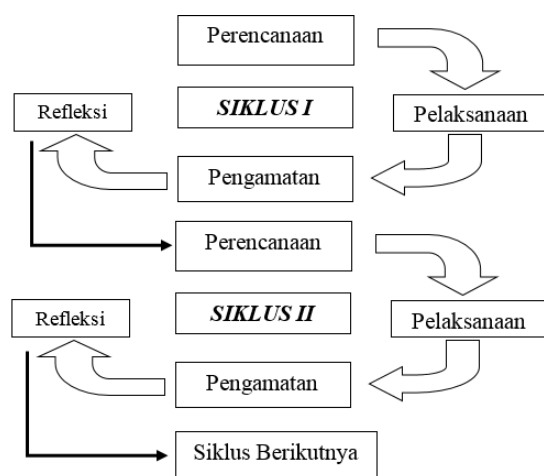 Perencanaan
Refleksi
SIKLUS I
Pelaksanaan
Pengamatan
Perencanaan
Refleksi
SIKLUS II
Pelaksanaan
Pengamatan
Siklus Berikutnya